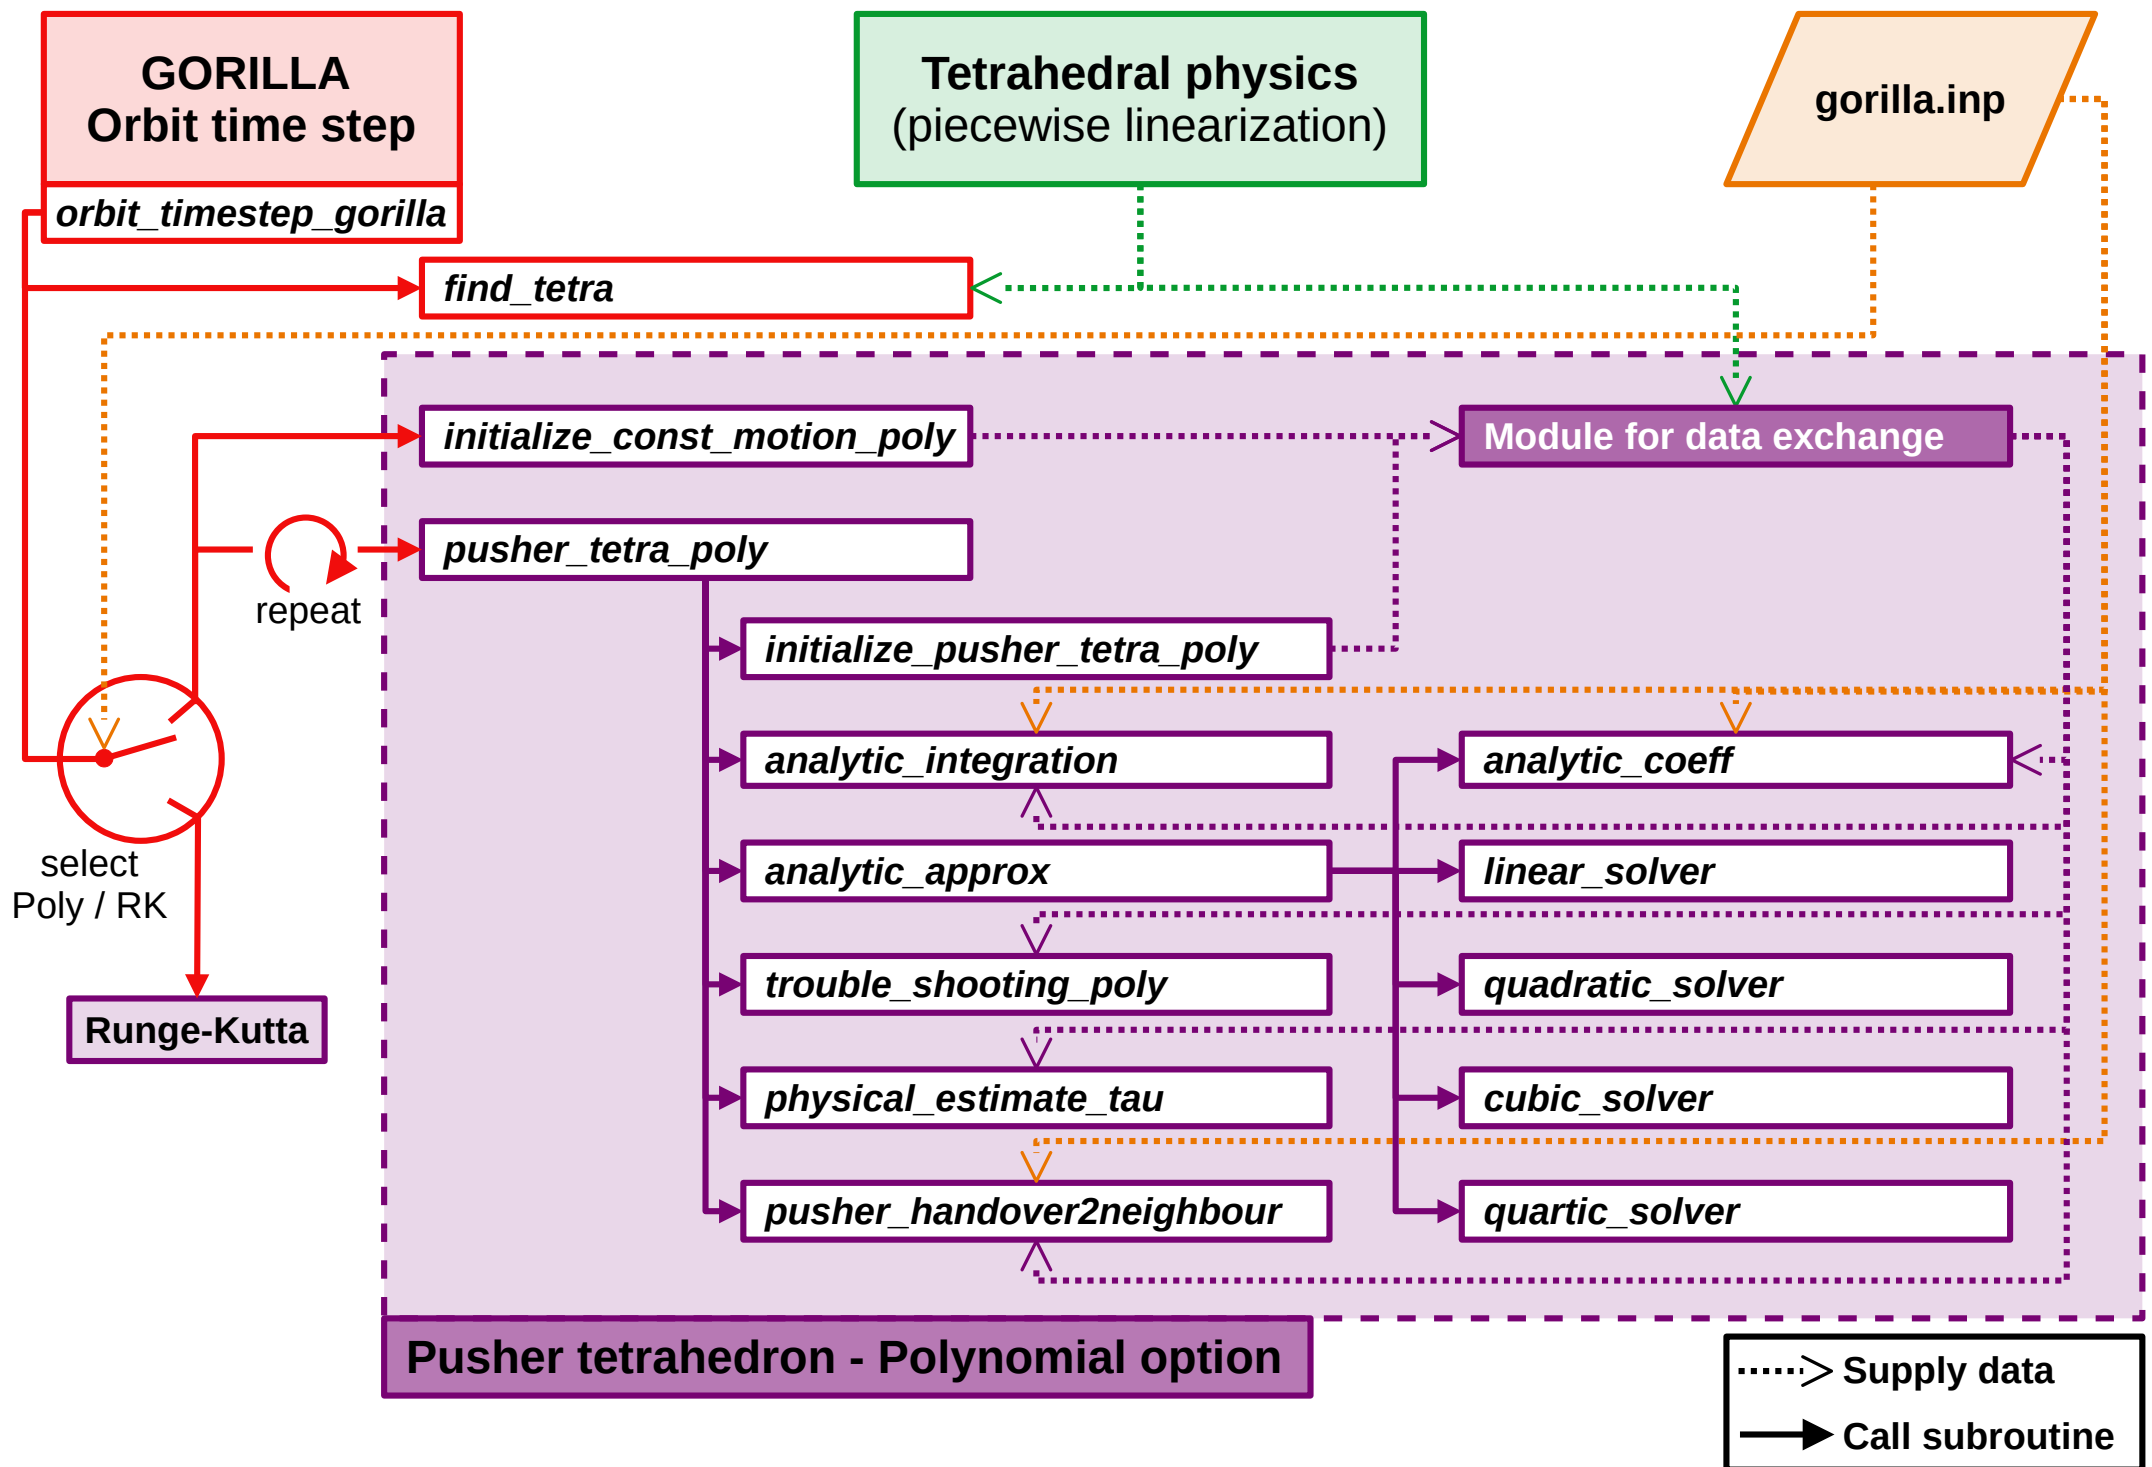 GORILLA
Orbit time step
orbit_timestep_gorilla
Tetrahedral physics
(piecewise linearization)
gorilla.inp
find_tetra
initialize_const_motion_poly
Module for data exchange
pusher_tetra_poly
repeat
initialize_pusher_tetra_poly
analytic_integration
analytic_coeff
select
Poly / RK
analytic_approx
linear_solver
trouble_shooting_poly
quadratic_solver
Runge-Kutta
physical_estimate_tau
cubic_solver
pusher_handover2neighbour
quartic_solver
Pusher tetrahedron - Polynomial option
Supply data
Call subroutine